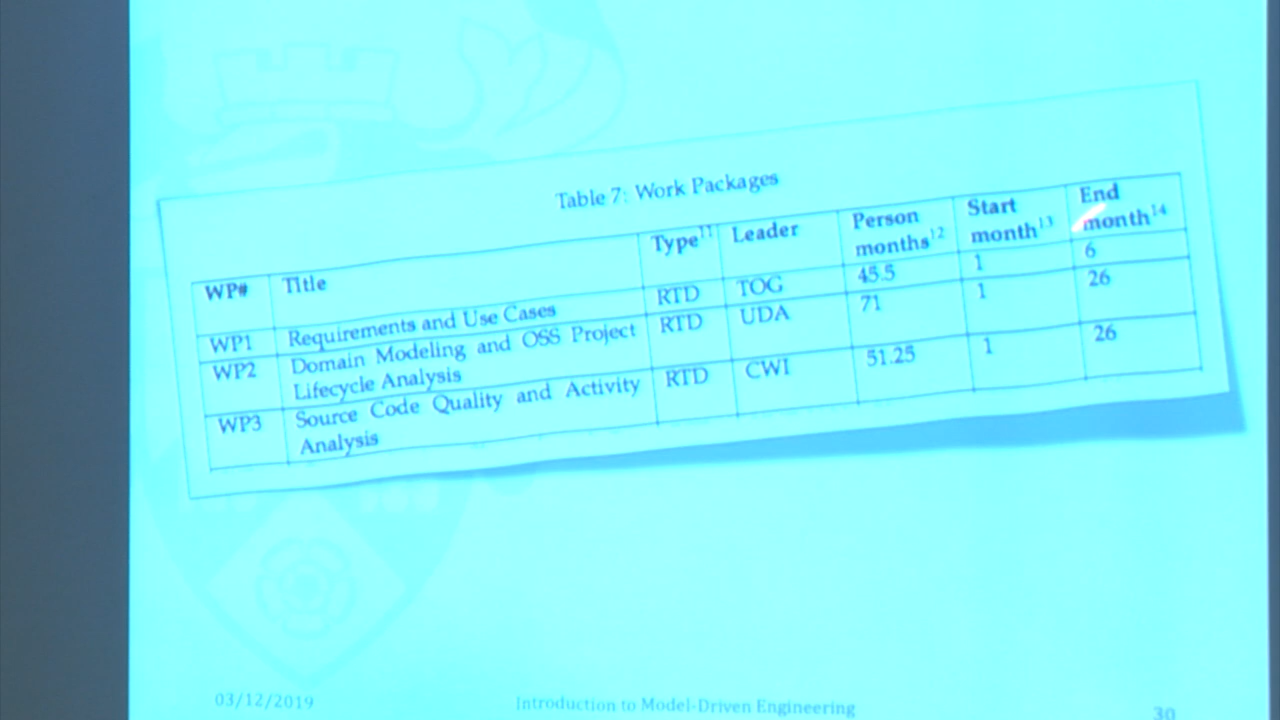 Table 7: Work Packages
WP# Title Type11 Leader Person months12 Start month13 End month14
WP1 Requirements and Use Cases RTD TOG 45.5 1 6
WP2 Domain Modeling and OSS Project RTD UDA 71 1 26
Lifecycle Analysis
WP3 Source Code Quality and Activity RTD CWI 51.25 1 26
Analysis
03/12/2019 Introduction to Model-Driven Engineering 30